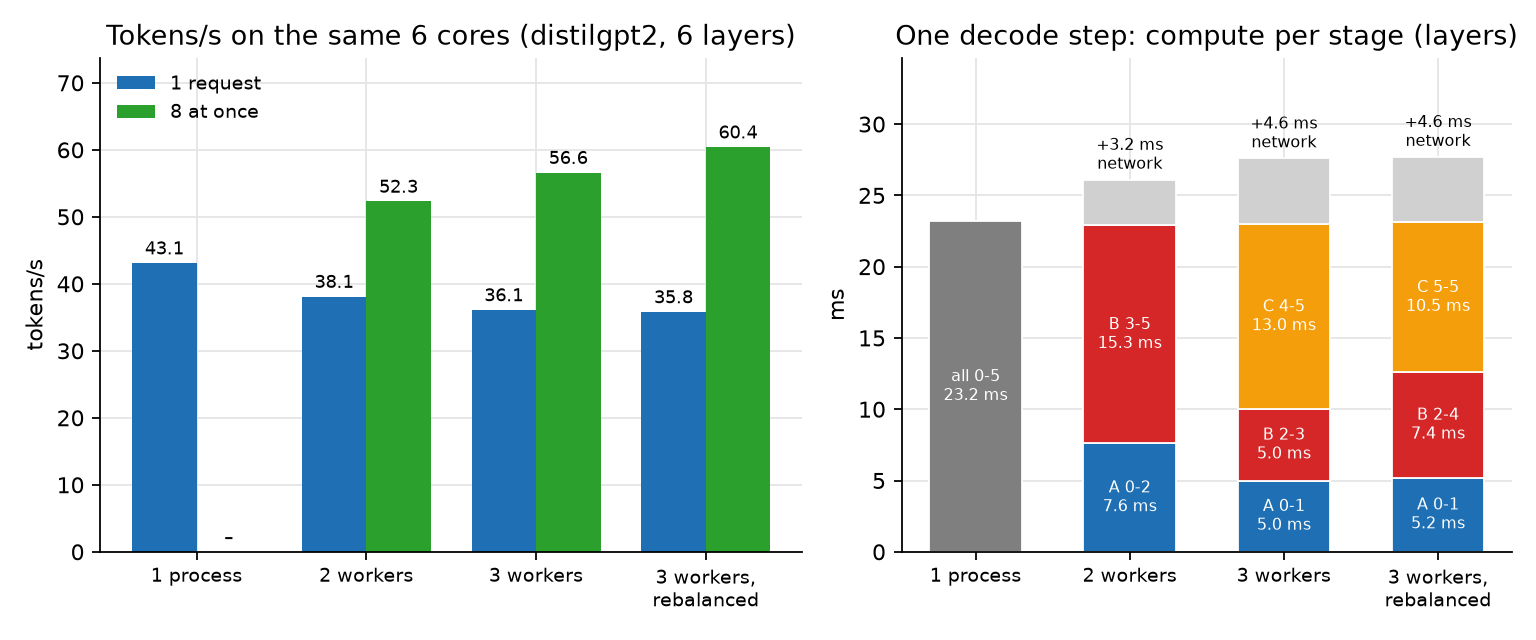 Tokens/s on the same 6 cores (distilgpt2, 6 layers)
1 request
8 at once
tokens/s
70
60
50
40
30
20
10
0
43.1
-
38.1
52.3
36.1
56.6
35.8
60.4
1 process
2 workers
3 workers
3 workers,
rebalanced
One decode step: compute per stage (layers)
ms
30
25
20
15
10
5
0
all 0-5
23.2 ms
+3.2 ms
network
B 3-5
15.3 ms
A 0-2
7.6 ms
+4.6 ms
network
C 4-5
13.0 ms
B 2-3
5.0 ms
A 0-1
5.0 ms
+4.6 ms
network
C 5-5
10.5 ms
B 2-4
7.4 ms
A 0-1
5.2 ms
1 process
2 workers
3 workers
3 workers,
rebalanced